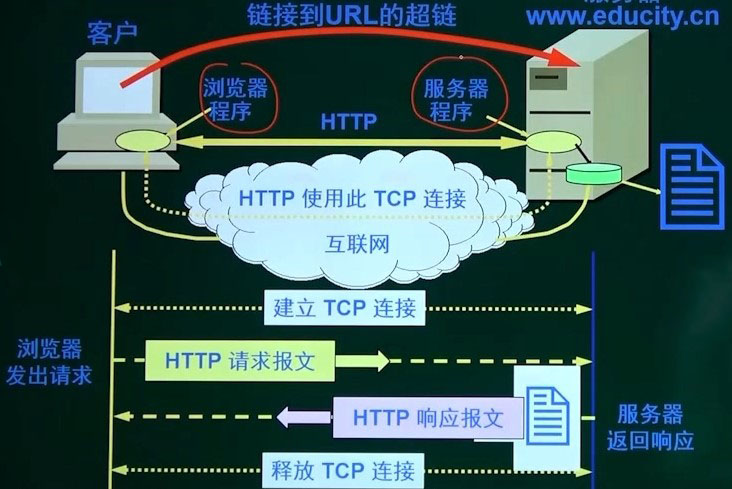 链接到URL的超链
服务器
www.educity.cn
客户
浏览器
程序
服务器
程序
HTTP
HTTP 使用此 TCP 连接
互联网
建立 TCP 连接
浏览器
发出请求
HTTP 请求报文
HTTP 响应报文
服务器
返回响应
释放 TCP 连接